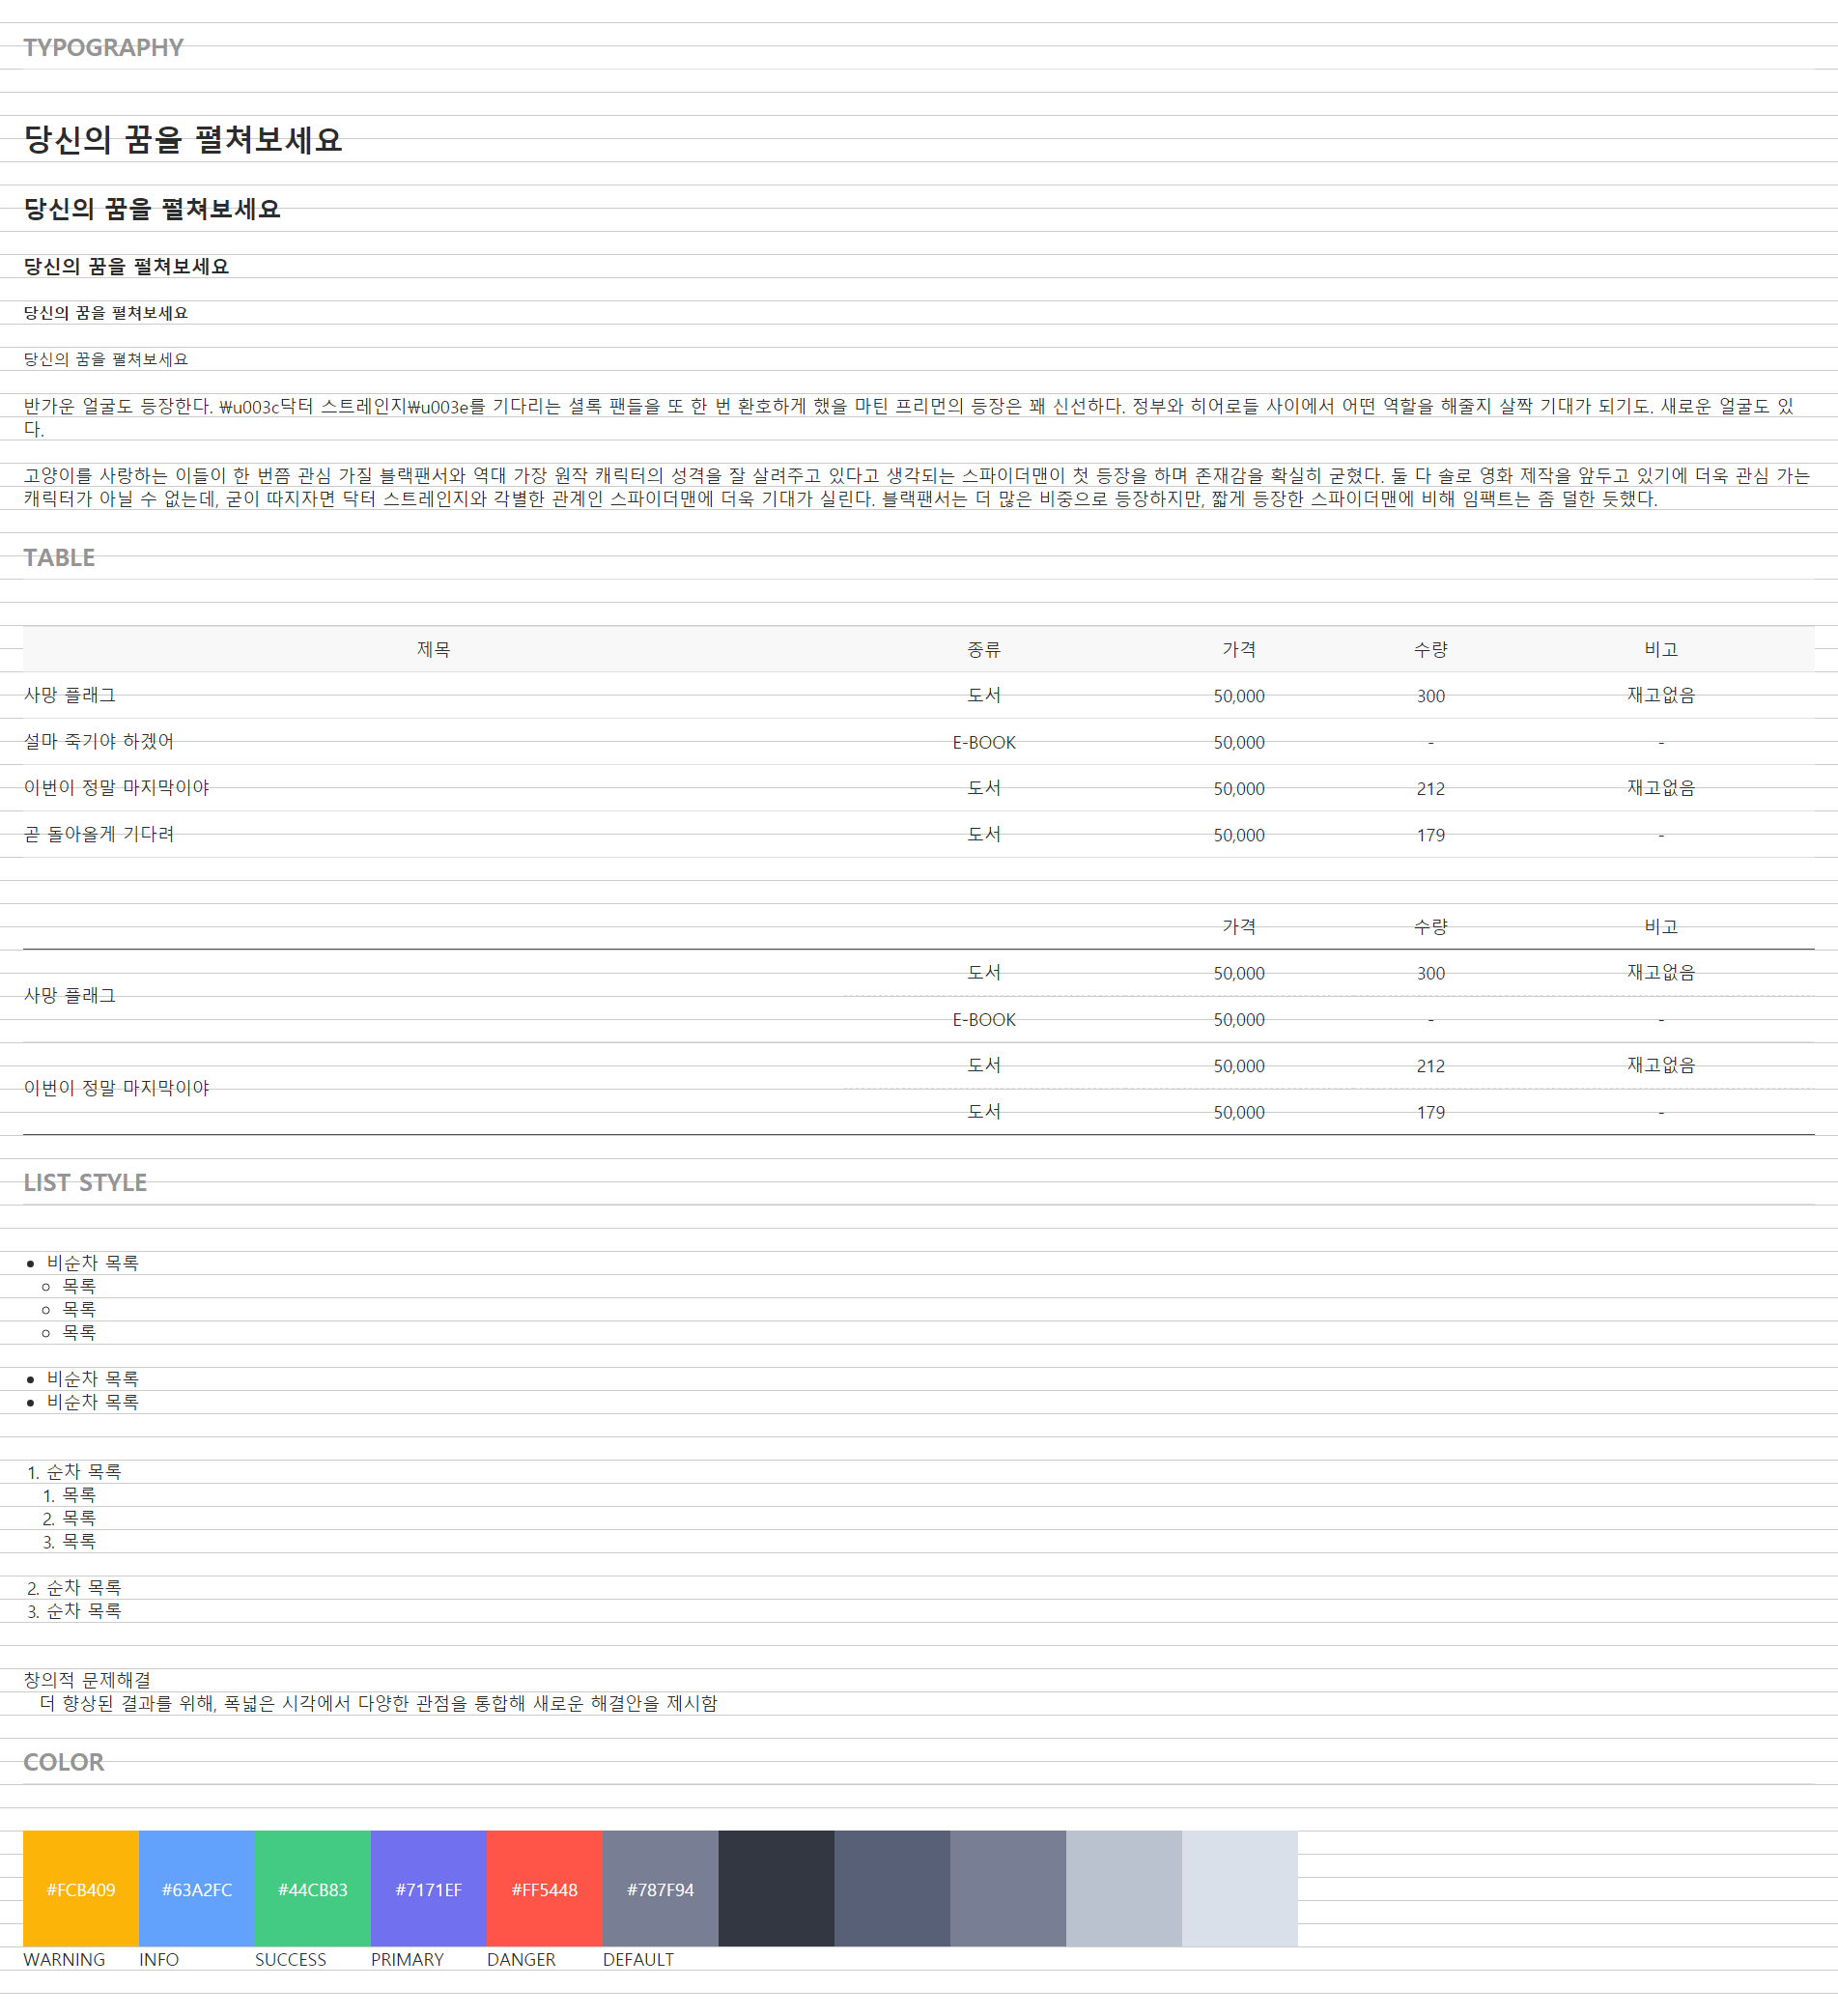 TYPOGRAPHY
당신의 꿈을 펼쳐보세요
당신의 꿈을 펼쳐보세요
당신의 꿈을 펼쳐보세요
당신의 꿈을 펼쳐보세요
당신의 꿈을 펼쳐보세요
반가운 얼굴도 등장한다. ₩u003c닥터 스트레인지₩u003e를 기다리는 셜록 팬들을 또 한 번 환호하게 했을 마틴 프리먼의 등장은 꽤 신선하다. 정부와 히어로들 사이에서 어떤 역할을 해줄지 살짝 기대가 되기도. 새로운 얼굴도 있
다.
고양이를 사랑하는 이들이 한 번쯤 관심 가질 블랙팬서와 역대 가장 원작 캐릭터의 성격을 잘 살려주고 있다고 생각되는 스파이더맨이 첫 등장을 하며 존재감을 확실히 굳혔다. 둘 다 솔로 영화 제작을 앞두고 있기에 더욱 관심 가는
캐릭터가 아닐 수 없는데, 굳이 따지자면 닥터 스트레인지와 각별한 관계인 스파이더맨에 더욱 기대가 실린다. 블랙팬서는 더 많은 비중으로 등장하지만, 짧게 등장한 스파이더맨에 비해 임팩트는 좀 덜한 듯했다.
TABLE
제목 종류 가격 수량 비고
사망 플래그 도서 50,000 300 재고없음
설마 죽기야 하겠어 E-BOOK 50,000 - -
이번이 정말 마지막이야 도서 50,000 212 재고없음
곧 돌아올게 기다려 도서 50,000 179 -
가격 수량 비고
도서 50,000 300 재고없음
사망 플래그
E-BOOK 50,000 - -
도서 50,000 212 재고없음
이번이 정말 마지막이야
도서 50,000 179 -
LIST STYLE
• 비순차 목록
◦ 목록
◦ 목록
◦ 목록
• 비순차 목록
• 비순차 목록
1. 순차 목록
1. 목록
2. 목록
3. 목록
2. 순차 목록
3. 순차 목록
창의적 문제해결
더 향상된 결과를 위해, 폭넓은 시각에서 다양한 관점을 통합해 새로운 해결안을 제시함
COLOR
#FCB409 #63A2FC #44CB83 #7171EF #FF5448 #787F94
WARNING INFO SUCCESS PRIMARY DANGER DEFAULT